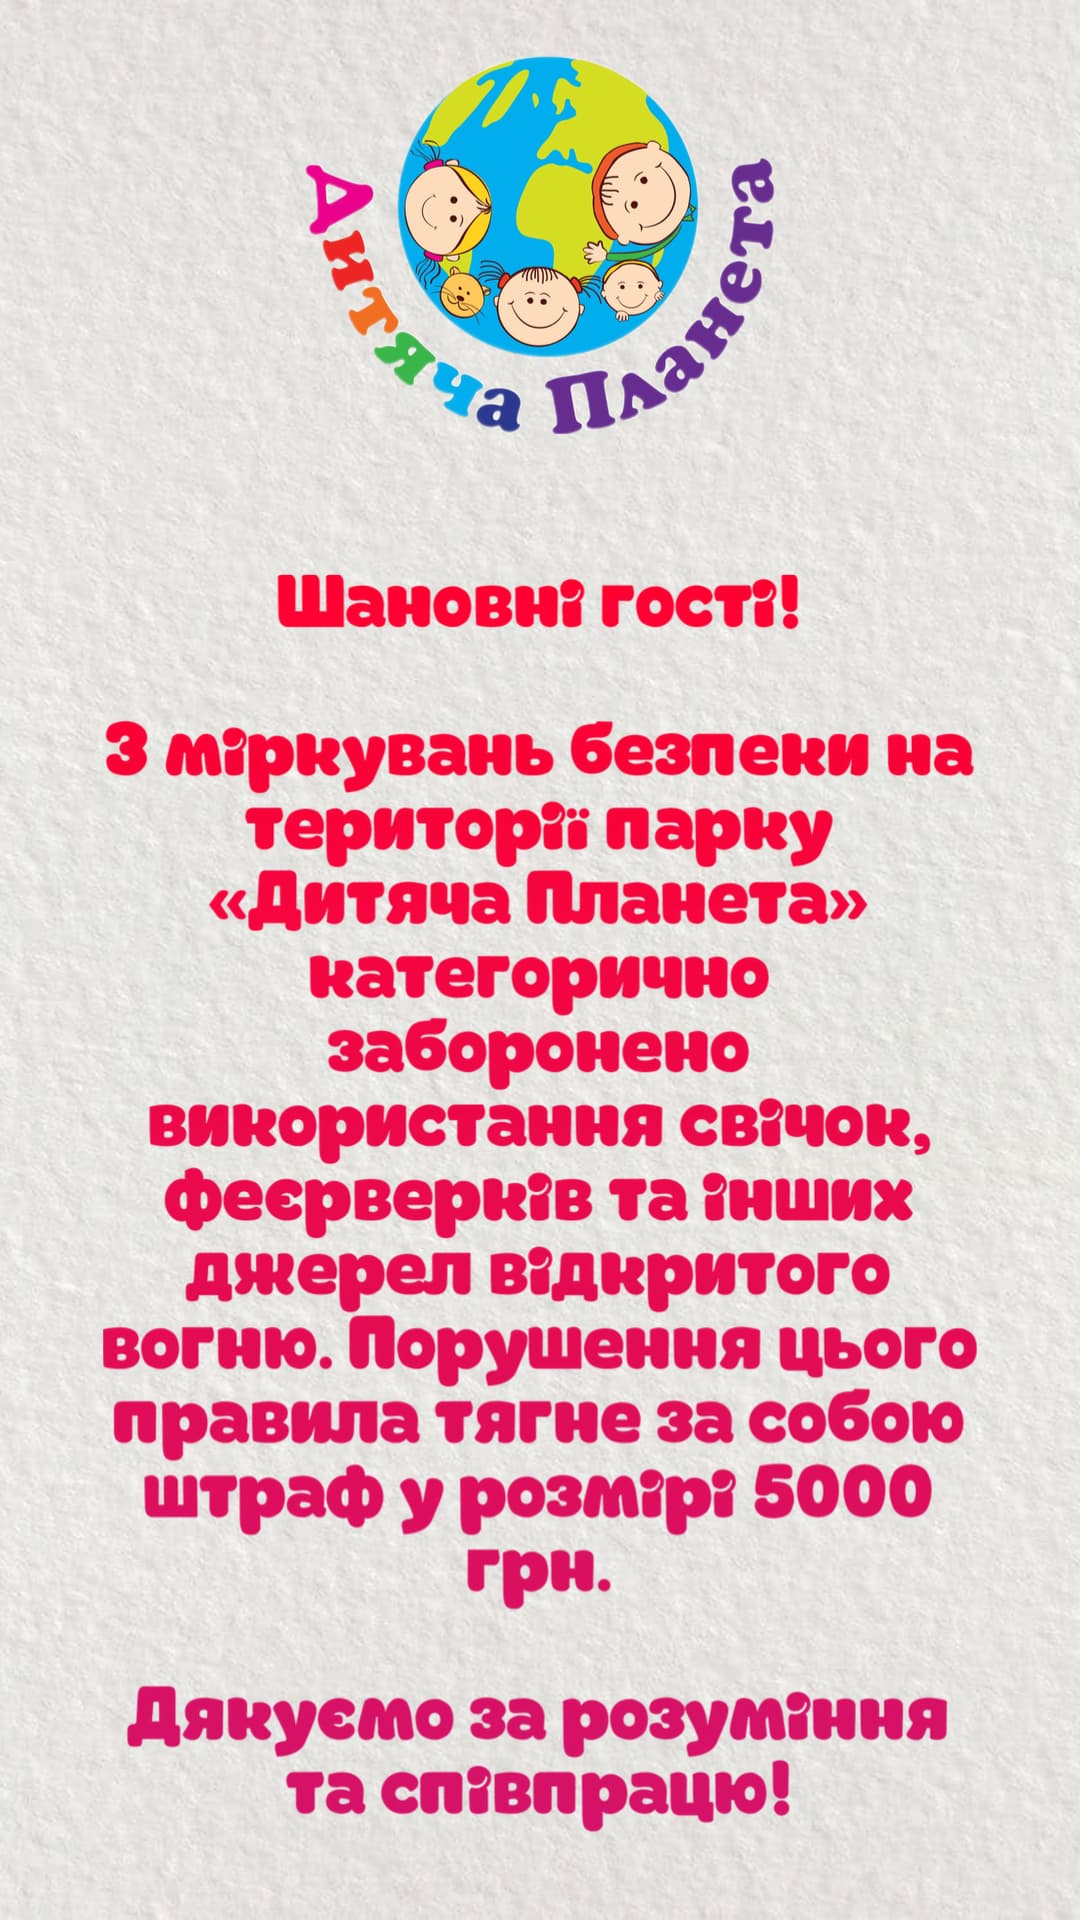 Дитяча Планета
Шановні гості!
З міркувань безпеки на
території парку
«Дитяча Планета»
категорично
заборонено
використання свічок,
феєрверків та інших
джерел відкритого
вогню. Порушення цього
правила тягне за собою
штраф у розмірі 5000
грн.
Дякуємо за розуміння
та співпрацю!